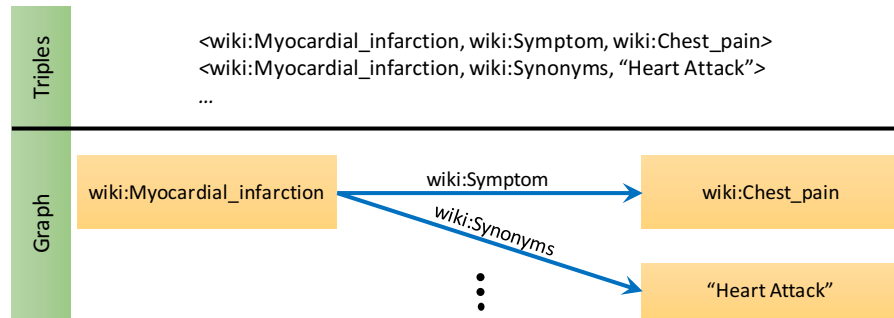 Triples
<wiki:Myocardial_infarction, wiki:Symptom, wiki:Chest_pain>
<wiki:Myocardial_infarction, wiki:Synonyms, “Heart Attack”>
…
Graph
wiki:Myocardial_infarction
wiki:Symptom
wiki:Chest_pain
wiki:Synonyms
“Heart Attack”